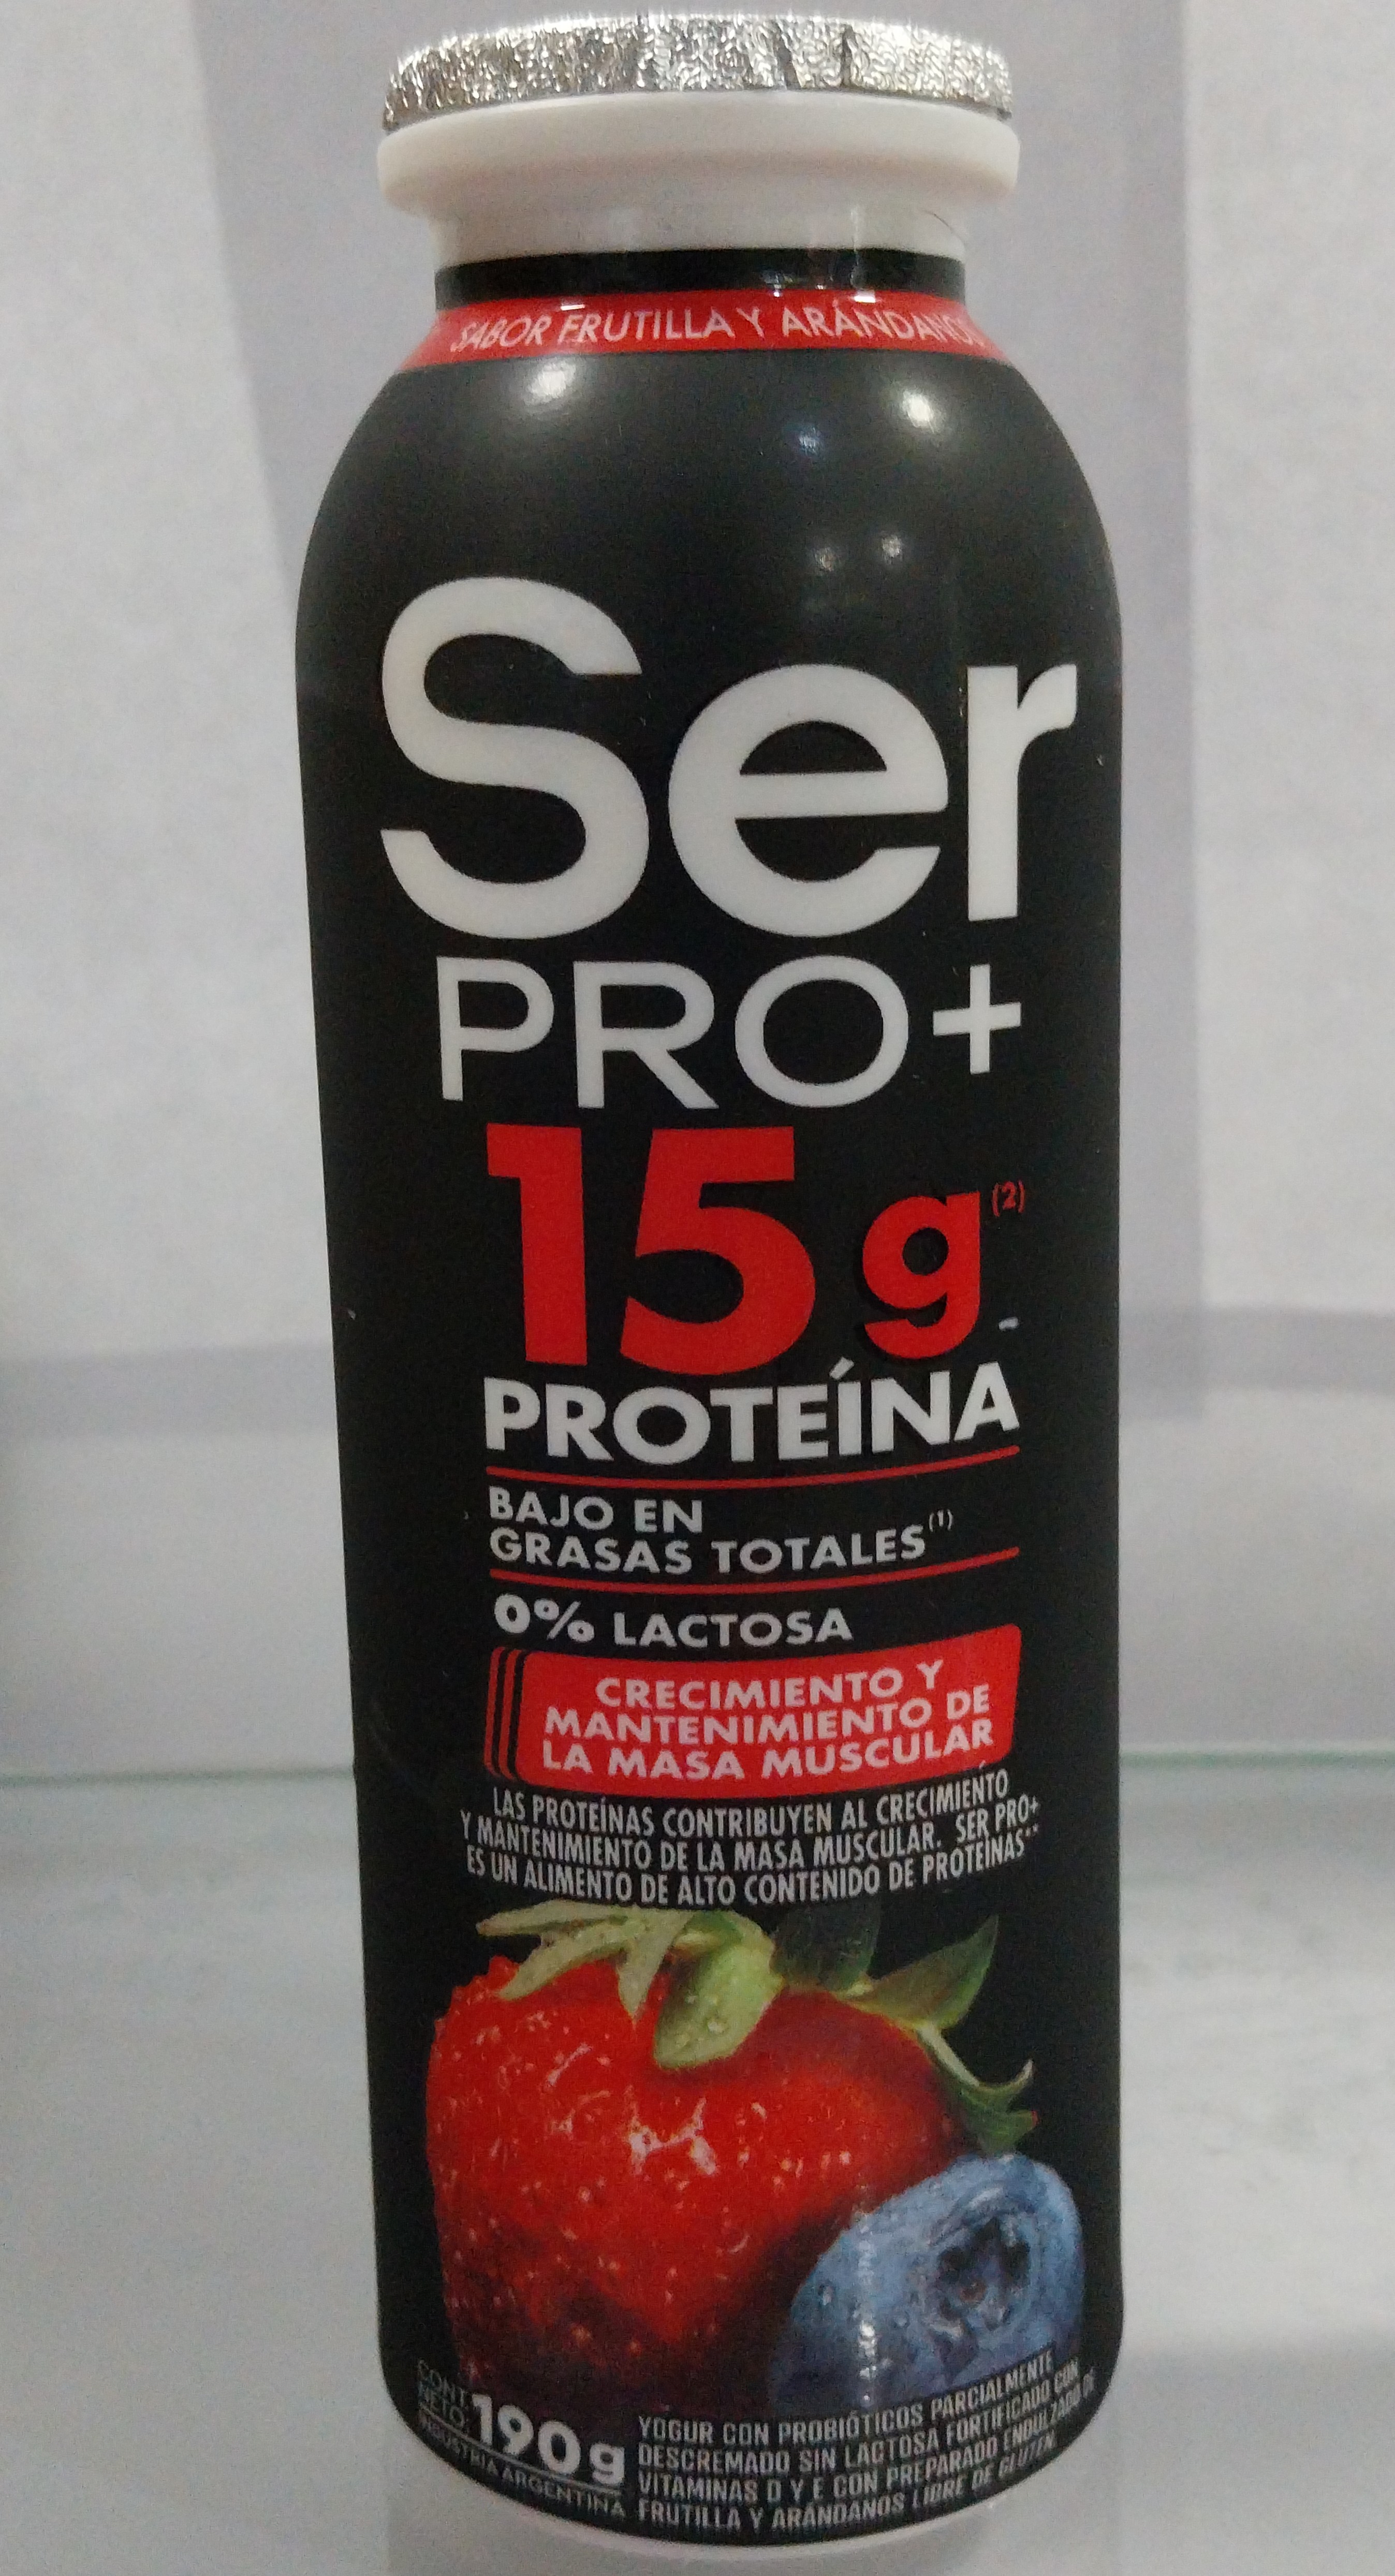 SABOR FRUTILLA Y ARÁNDANOS
Ser
PRO+
15 g (2)
PROTEÍNA
BAJO EN
GRASAS TOTALES (1)
0% LACTOSA
CRECIMIENTO Y
MANTENIMIENTO DE
LA MASA MUSCULAR
LAS PROTEÍNAS CONTRIBUYEN AL CRECIMIENTO
Y MANTENIMIENTO DE LA MASA MUSCULAR. SER PRO+
ES UN ALIMENTO DE ALTO CONTENIDO DE PROTEÍNAS**
CONT.
NETO: 190 g
INDUSTRIA ARGENTINA
YOGUR CON PROBIÓTICOS PARCIALMENTE
DESCREMADO SIN LACTOSA FORTIFICADO CON
VITAMINAS D Y E CON PREPARADO ENDULZADO DE
FRUTILLA Y ARÁNDANOS LIBRE DE GLUTEN.